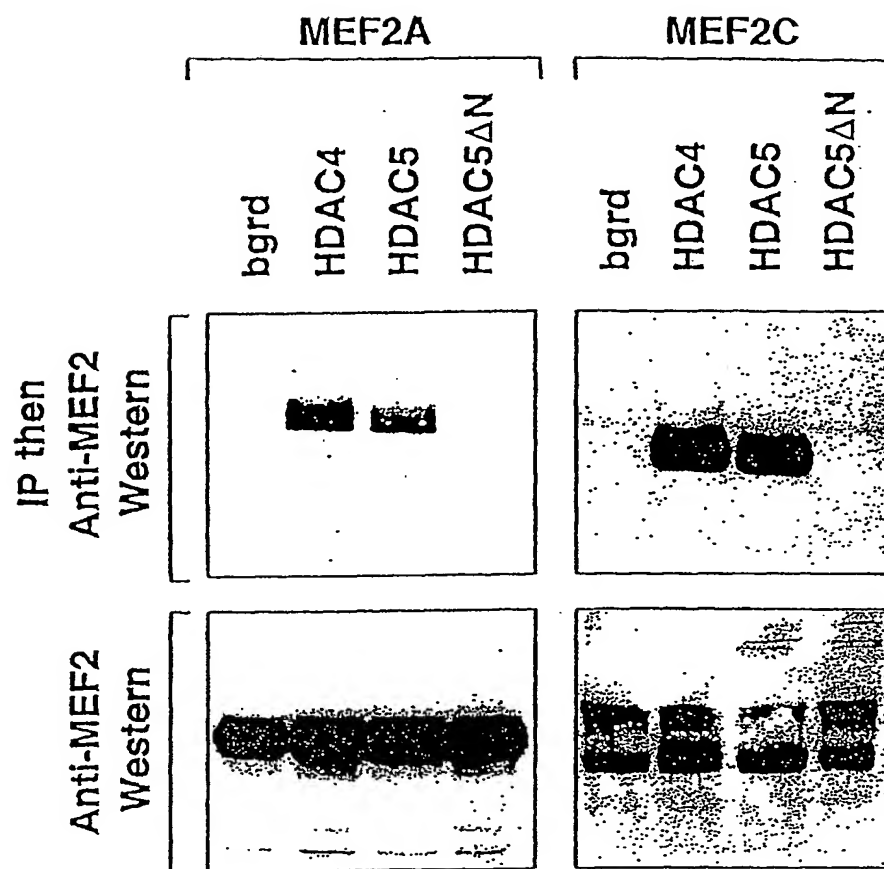 MEF2A
MEF2C
bgrd
HDAC4
HDAC5
HDAC5ΔN
bgrd
HDAC4
HDAC5
HDAC5ΔN
IP then
Anti-MEF2
Western
Anti-MEF2
Western